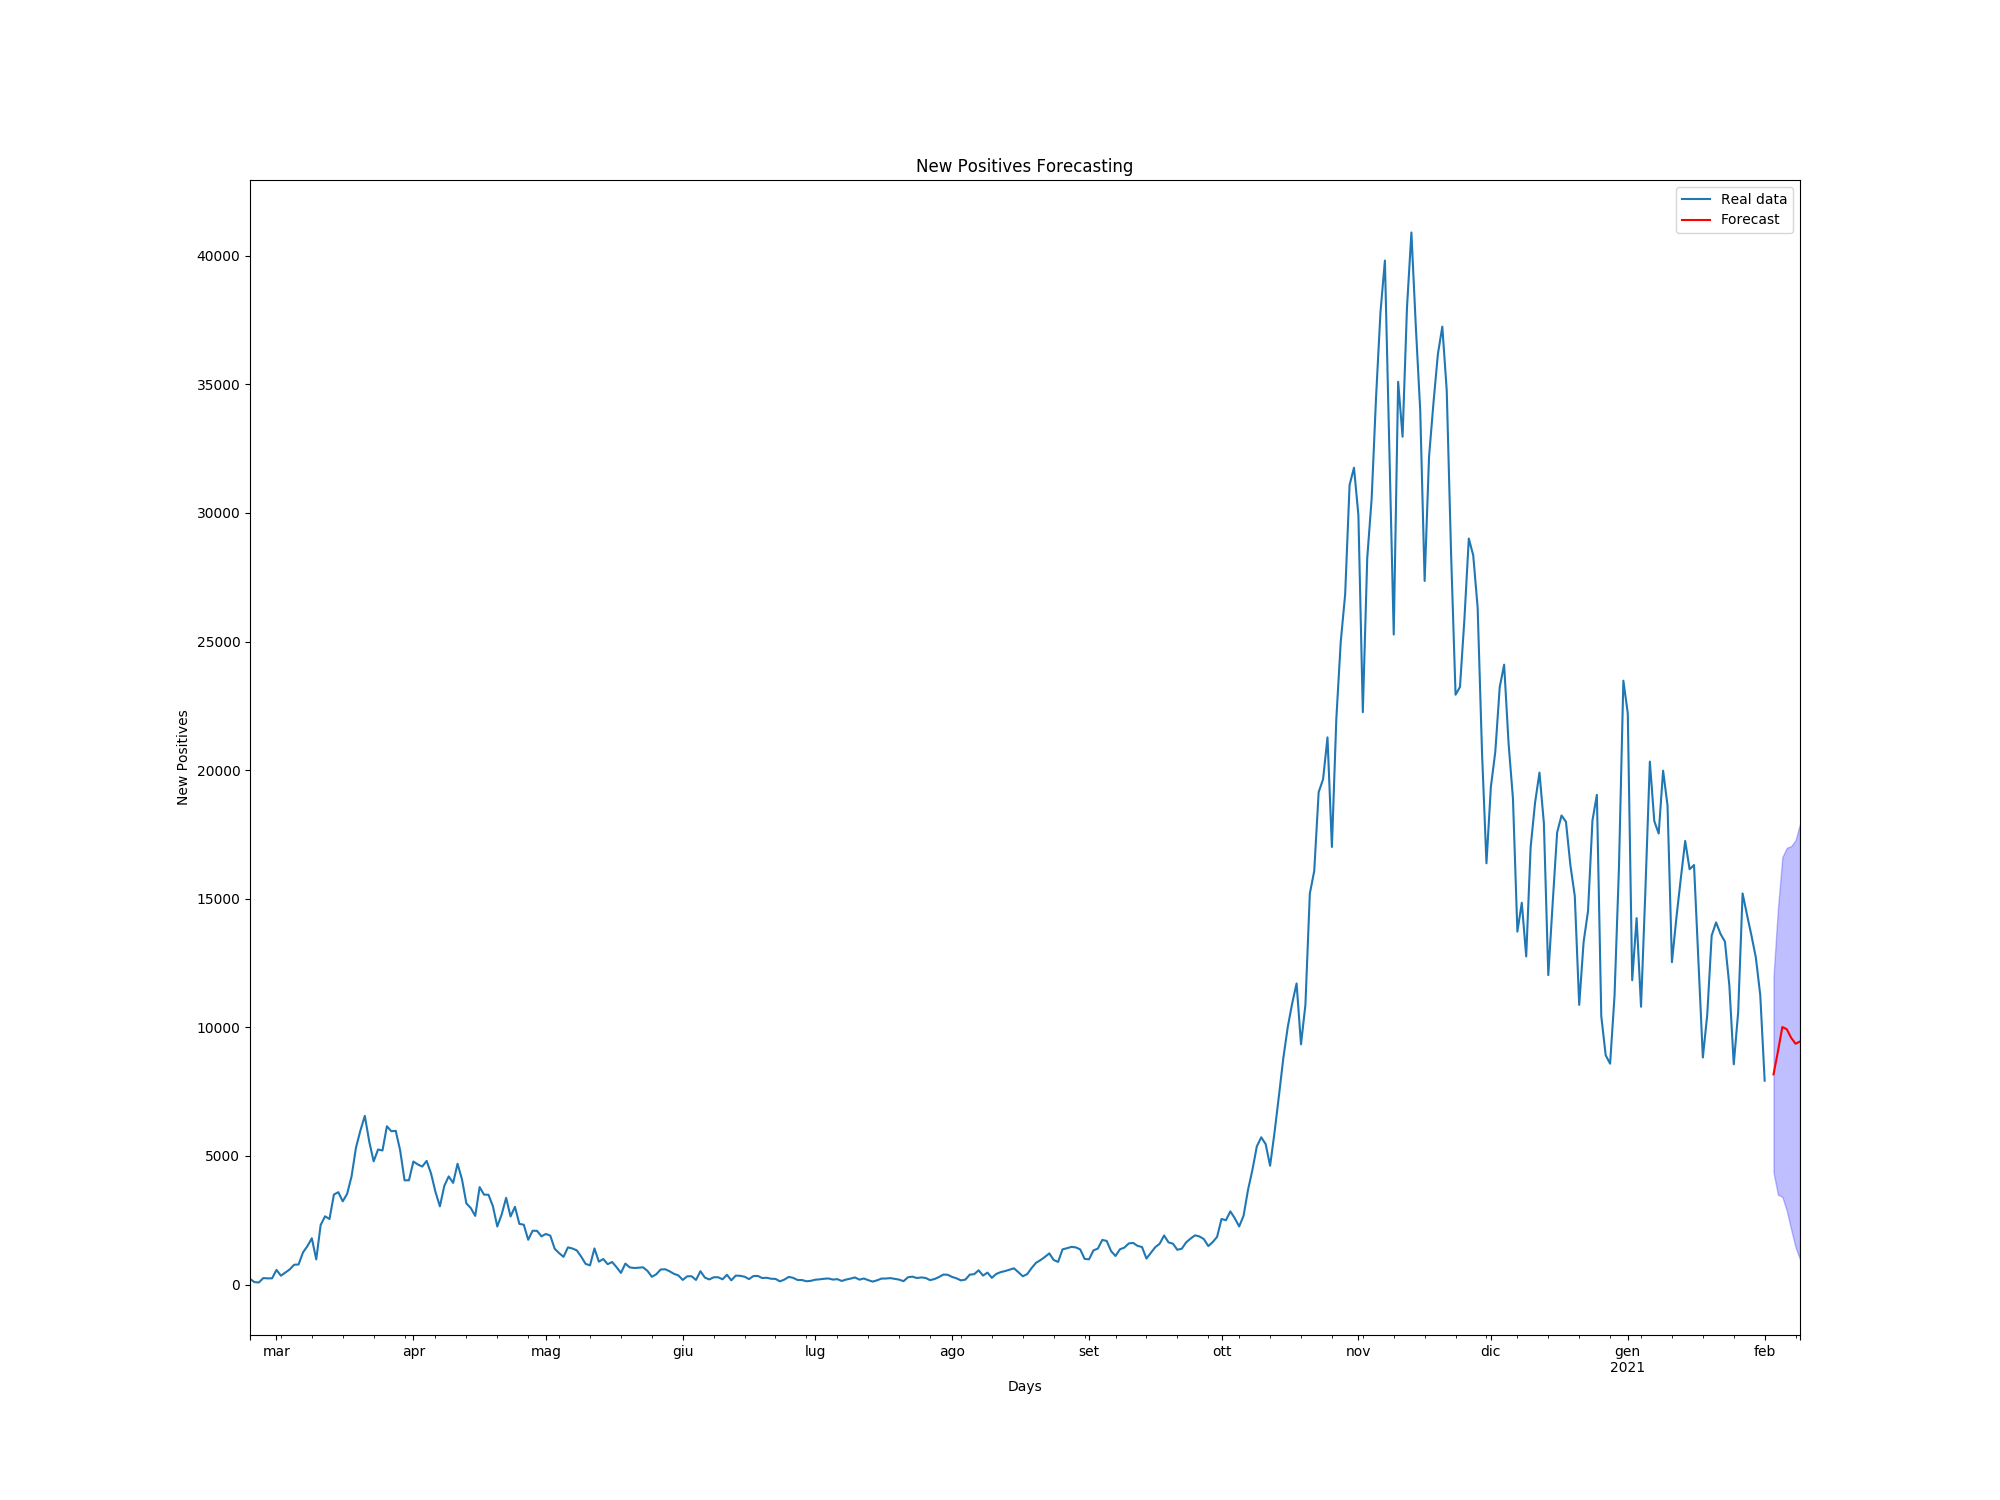 New Positives Forecasting
Real data
Forecast
40000
35000
30000
25000
20000
15000
10000
5000
0
New Positives
mar apr mag giu lug ago set ott nov dic gen feb
2021
Days